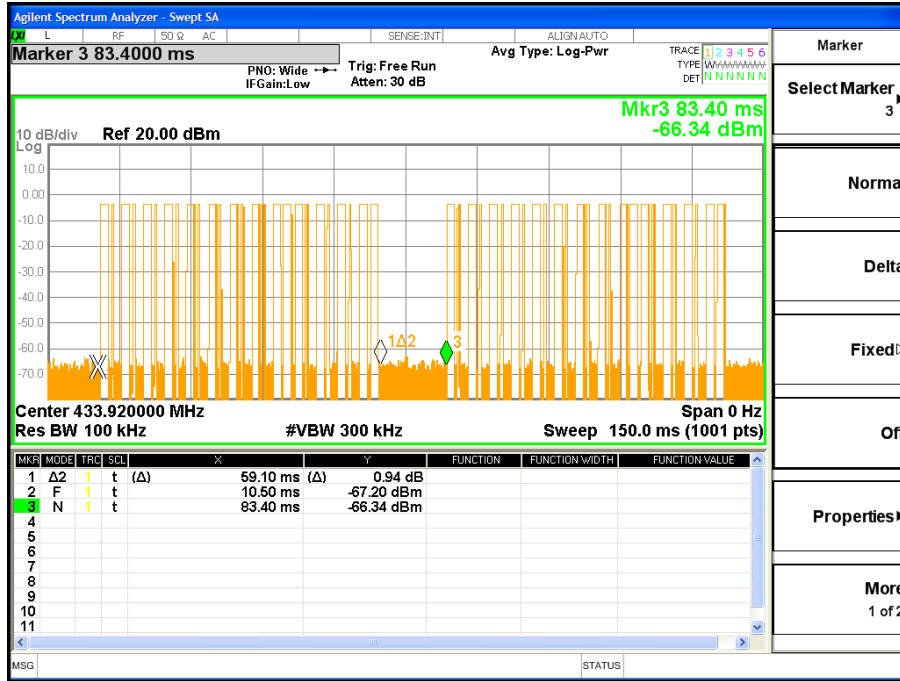 Agilent Spectrum Analyzer - Swept SA
LXI L RF 50 Ω AC SENSE:INT ALIGN AUTO
Marker 3 83.4000 ms
PNO: Wide
IFGain:Low
Trig: Free Run
Atten: 30 dB
Avg Type: Log-Pwr
TRACE 1 2 3 4 5 6
TYPE W
DET N N N N N N
Mkr3 83.40 ms
-66.34 dBm
10 dB/div Ref 20.00 dBm
Log
10.0
0.00
-10.0
-20.0
-30.0
-40.0
-50.0
-60.0
-70.0
X
1Δ2
3
Center 433.920000 MHz Span 0 Hz
Res BW 100 kHz #VBW 300 kHz Sweep 150.0 ms (1001 pts)
MKR MODE TRC SCL X Y FUNCTION FUNCTION WIDTH FUNCTION VALUE
1 Δ2 1 t (Δ) 59.10 ms (Δ) 0.94 dB
2 F 1 t 10.50 ms -67.20 dBm
3 N 1 t 83.40 ms -66.34 dBm
4
5
6
7
8
9
10
11
MSG STATUS
Marker
Select Marker
3
Norma
Delta
Fixed
Of
Properties
More
1 of 2